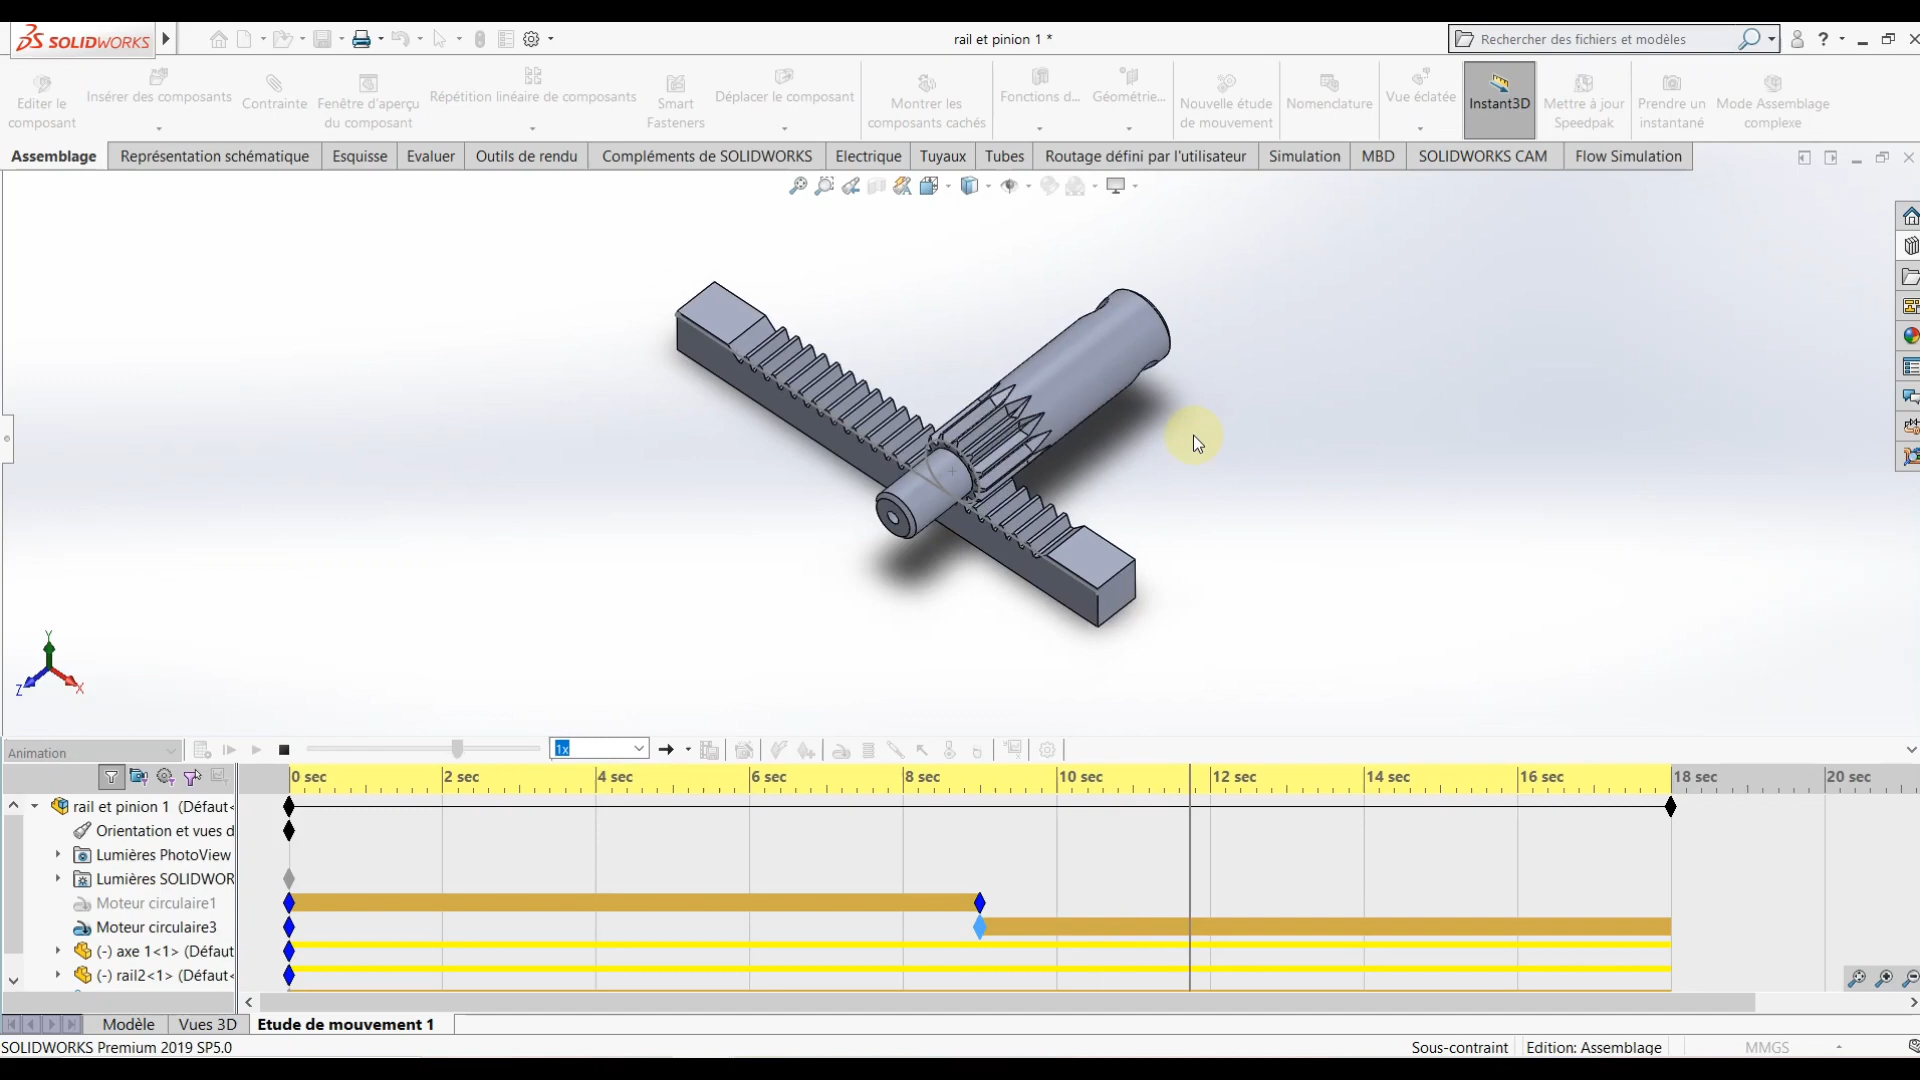 SOLIDWORKS
rail et pinion 1 *
Rechercher des fichiers et modèles
?
Editer le composant
Insérer des composants
Contrainte
Fenêtre d'aperçu du composant
Répétition linéaire de composants
Smart Fasteners
Déplacer le composant
Montrer les composants cachés
Fonctions d...
Géométrie...
Nouvelle étude de mouvement
Nomenclature
Vue éclatée
Instant3D
Mettre à jour Speedpak
Prendre un instantané
Mode Assemblage complexe
Assemblage
Représentation schématique
Esquisse
Evaluer
Outils de rendu
Compléments de SOLIDWORKS
Electrique
Tuyaux
Tubes
Routage défini par l'utilisateur
Simulation
MBD
SOLIDWORKS CAM
Flow Simulation
Y
Z
X
Animation
1x
0 sec
2 sec
4 sec
6 sec
8 sec
10 sec
12 sec
14 sec
16 sec
18 sec
20 sec
rail et pinion 1 (Défaut<
Orientation et vues d
Lumières PhotoView
Lumières SOLIDWOR
Moteur circulaire1
Moteur circulaire3
(-) axe 1<1> (Défaut
(-) rail2<1> (Défaut<
Modèle
Vues 3D
Etude de mouvement 1
SOLIDWORKS Premium 2019 SP5.0
Sous-contraint
Edition: Assemblage
MMGS